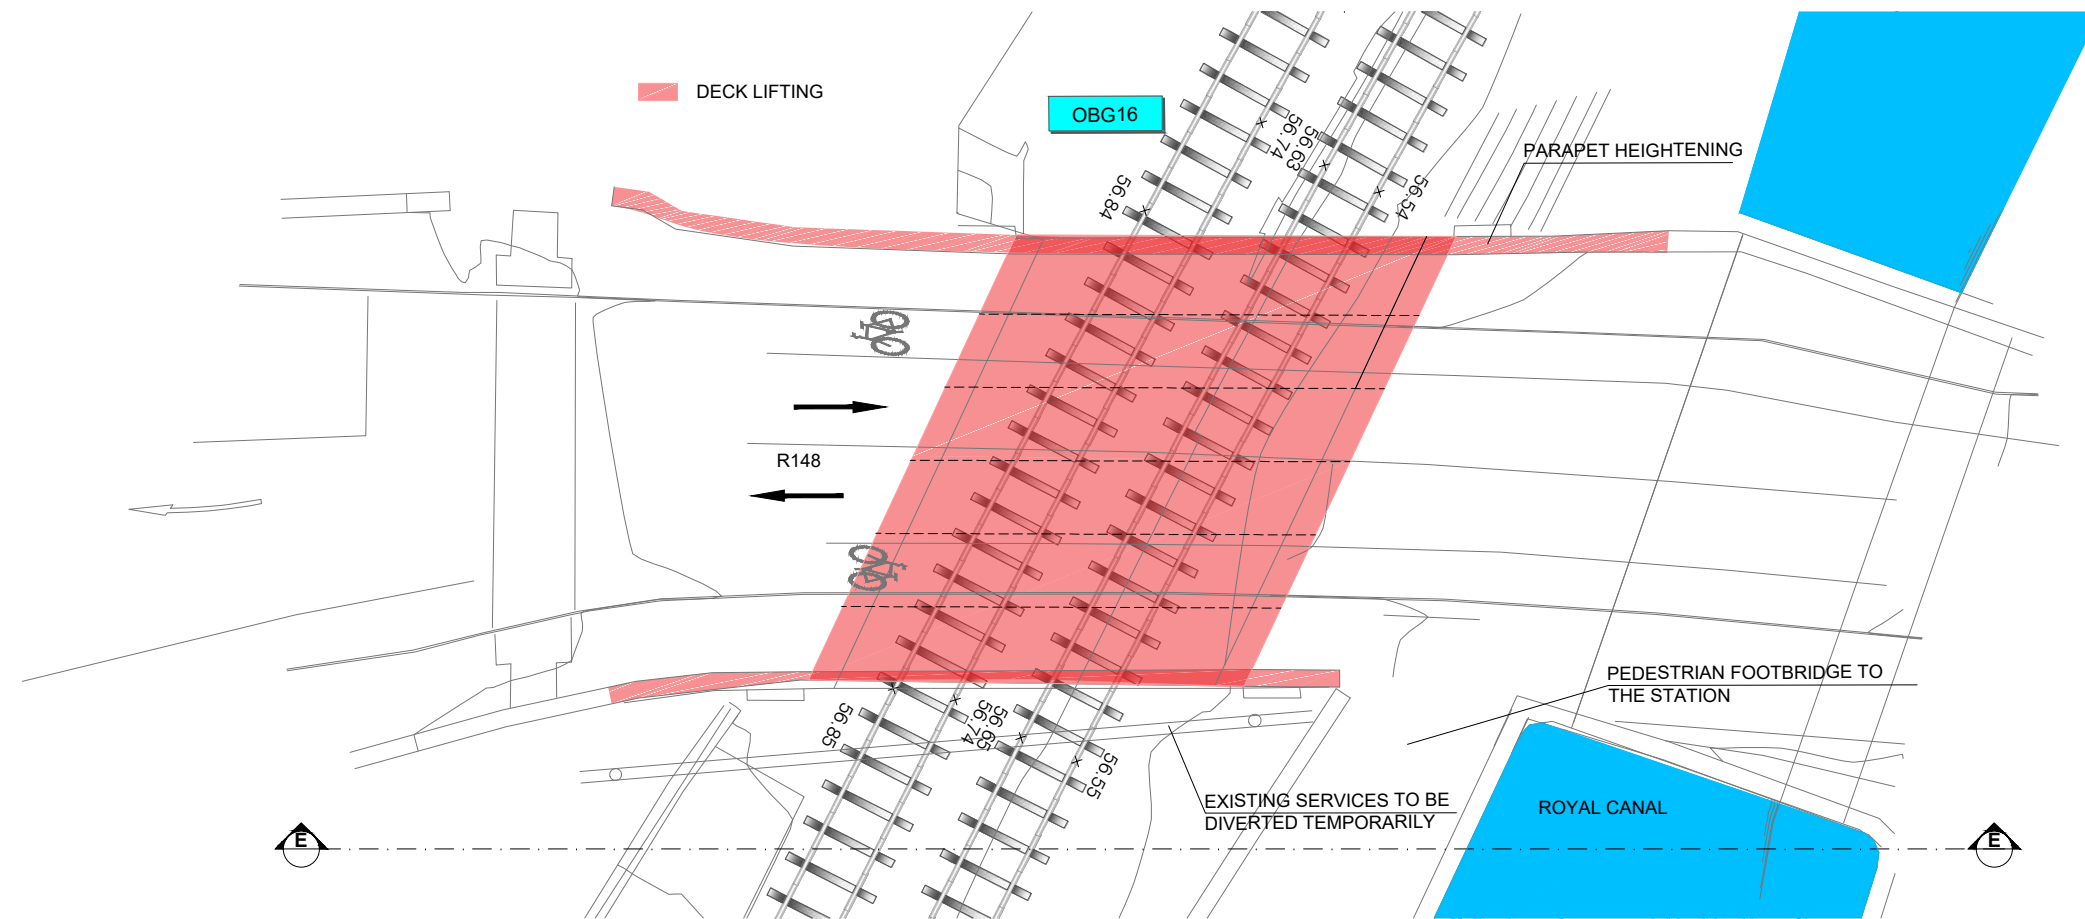 DECK LIFTING
OBG16
PARAPET HEIGHTENING
56.74
56.63
56.84
56.54
R148
PEDESTRIAN FOOTBRIDGE TO
THE STATION
56.85
56.74
56.65
56.55
EXISTING SERVICES TO BE
DIVERTED TEMPORARILY
ROYAL CANAL
E
E